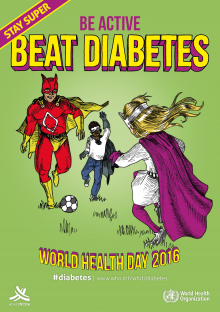 STAY SUPER
BE ACTIVE
BEAT DIABETES
WORLD HEALTH DAY 2016
#diabetes
World Health
Organization